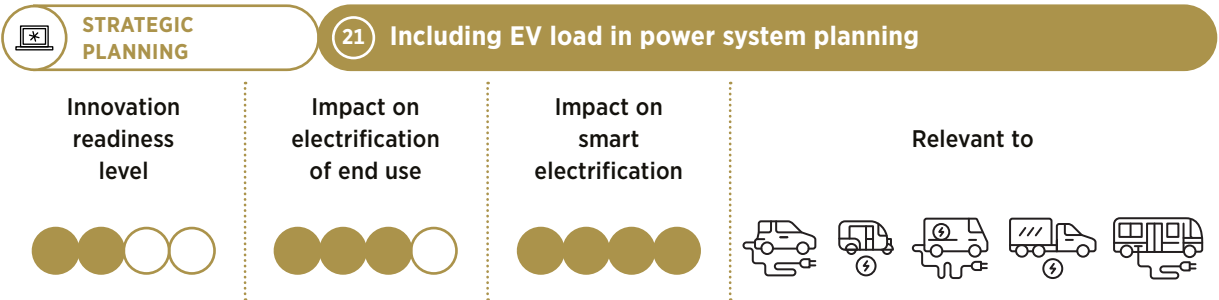 STRATEGIC
PLANNING
21 Including EV load in power system planning
Innovation
readiness
level
Impact on
electrification
of end use
Impact on
smart
electrification
Relevant to